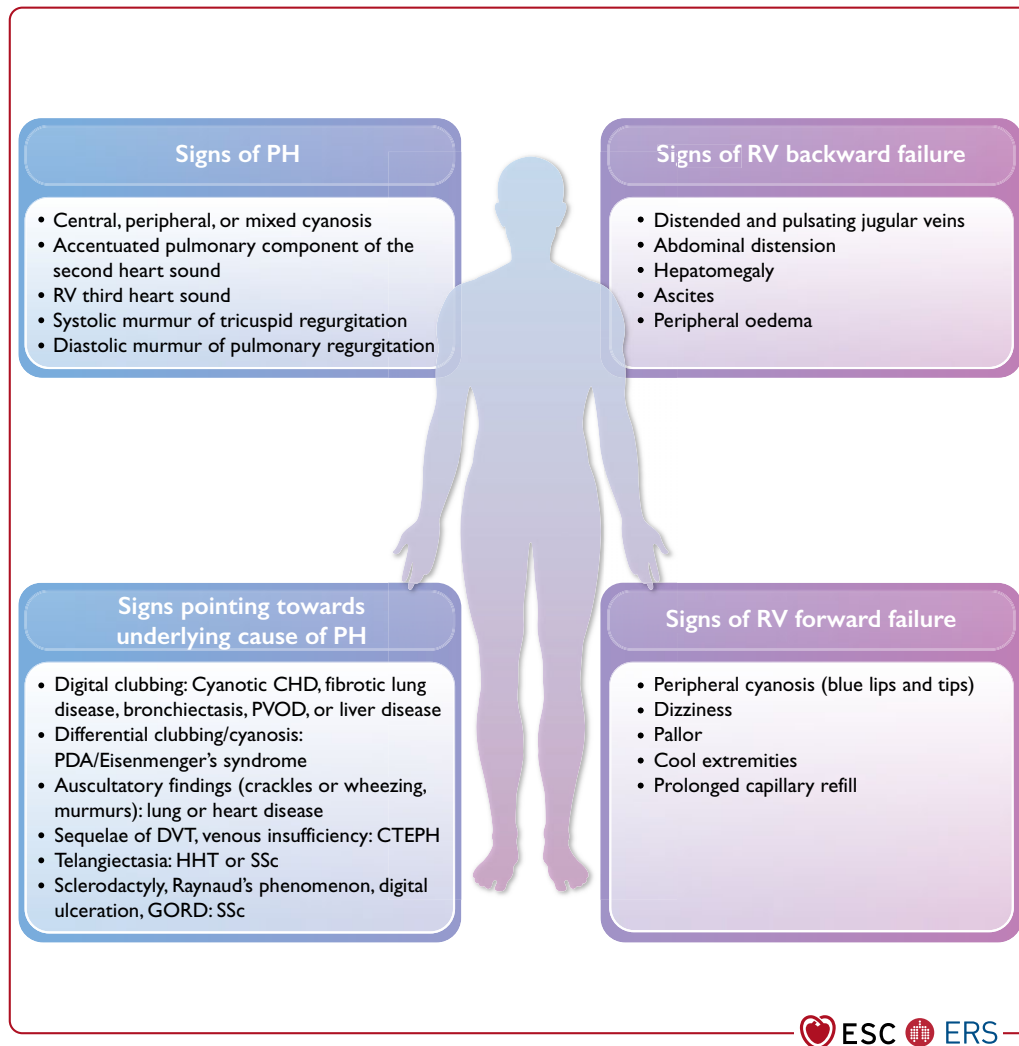 Signs of PH
• Central, peripheral, or mixed cyanosis
• Accentuated pulmonary component of the
second heart sound
• RV third heart sound
• Systolic murmur of tricuspid regurgitation
• Diastolic murmur of pulmonary regurgitation
Signs of RV backward failure
• Distended and pulsating jugular veins
• Abdominal distension
• Hepatomegaly
• Ascites
• Peripheral oedema
Signs pointing towards
underlying cause of PH
• Digital clubbing: Cyanotic CHD, fibrotic lung
disease, bronchiectasis, PVOD, or liver disease
• Differential clubbing/cyanosis:
PDA/Eisenmenger’s syndrome
• Auscultatory findings (crackles or wheezing,
murmurs): lung or heart disease
• Sequelae of DVT, venous insufficiency: CTEPH
• Telangiectasia: HHT or SSc
• Sclerodactyly, Raynaud’s phenomenon, digital
ulceration, GORD: SSc
Signs of RV forward failure
• Peripheral cyanosis (blue lips and tips)
• Dizziness
• Pallor
• Cool extremities
• Prolonged capillary refill
ESC ERS